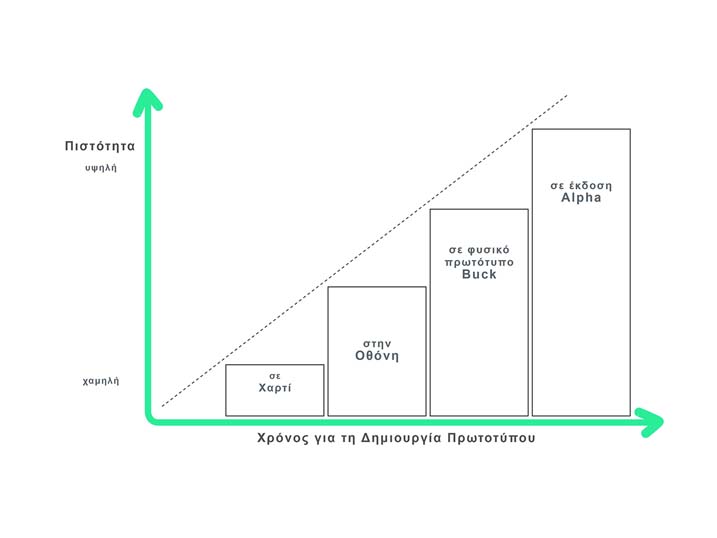 Πιστότητα
υψηλή
σε έκδοση
Alpha
σε φυσικό
πρωτότυπο
Buck
στην
Οθόνη
σε
Χαρτί
χαμηλή
Χρόνος για τη Δημιουργία Πρωτοτύπου